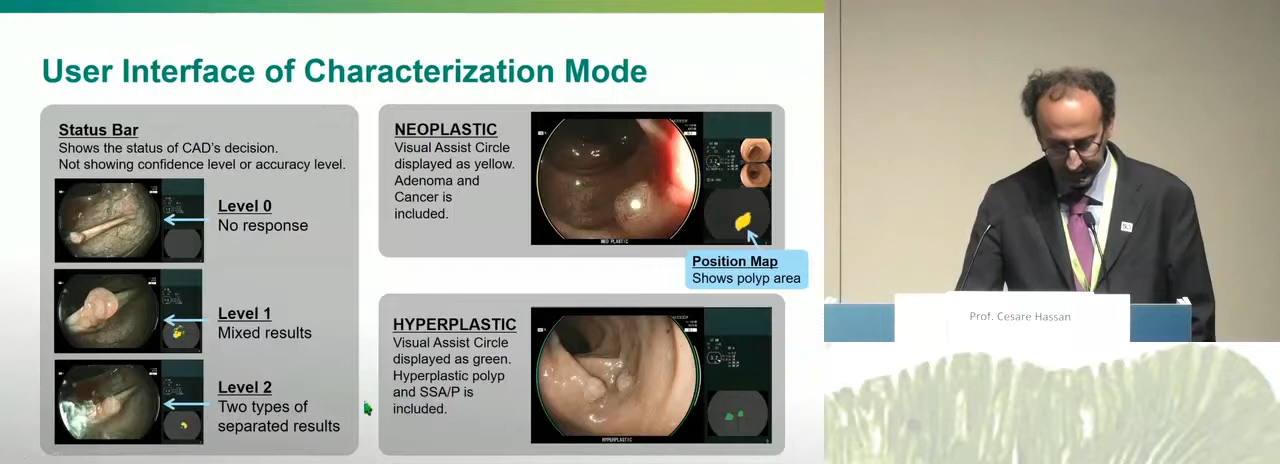 User Interface of Characterization Mode
Status Bar
Shows the status of CAD's decision.
Not showing confidence level or accuracy level.
Level 0
No response
Level 1
Mixed results
Level 2
Two types of
separated results
NEOPLASTIC
Visual Assist Circle
displayed as yellow.
Adenoma and
Cancer is
included.
NEOPLASTIC
Position Map
Shows polyp area
HYPERPLASTIC
Visual Assist Circle
displayed as green.
Hyperplastic polyp
and SSA/P is
included.
HYPERPLASTIC
Prof. Cesare Hassan